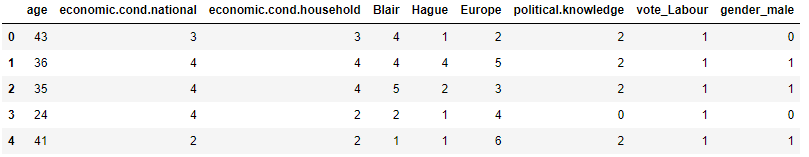 age economic.cond.national economic.cond.household Blair Hague Europe political.knowledge vote_Labour gender_male
0 43 3 3 4 1 2 2 1 0
1 36 4 4 4 4 5 2 1 1
2 35 4 4 5 2 3 2 1 1
3 24 4 2 2 1 4 0 1 0
4 41 2 2 1 1 6 2 1 1